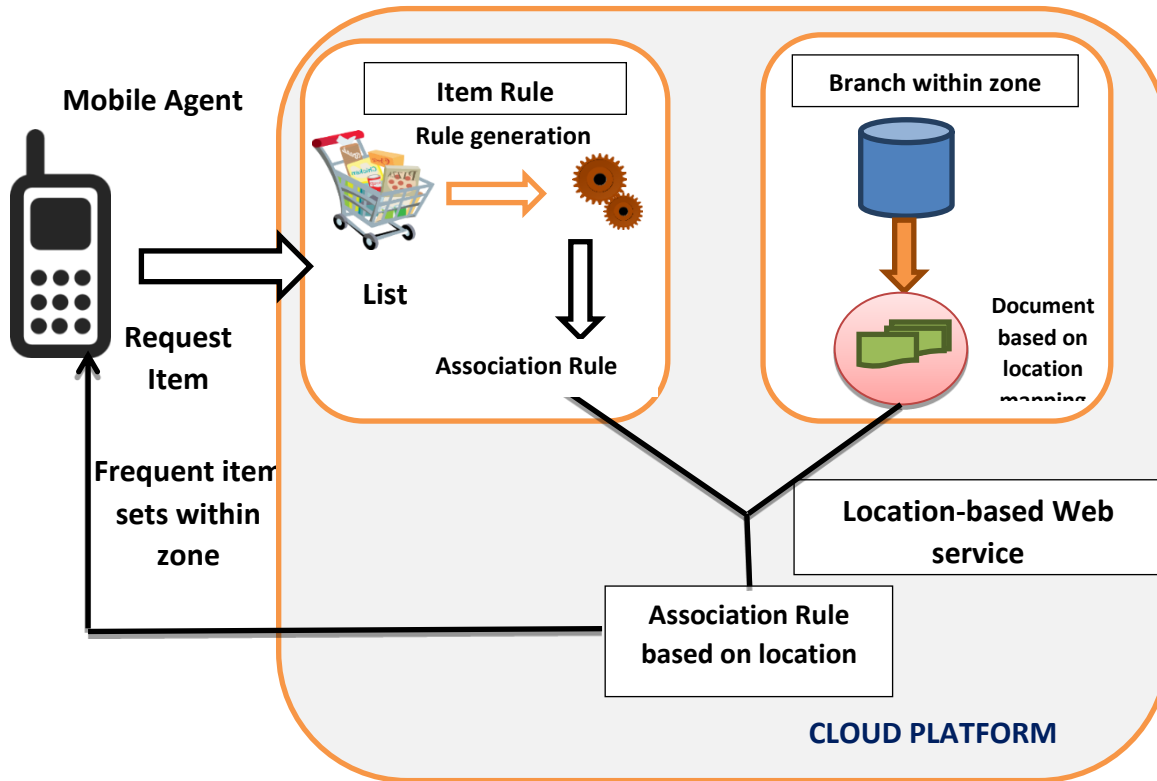 Mobile Agent
Request
Item
Frequent item
sets within
zone
Item Rule
Rule generation
List
Association Rule
Branch within zone
Document
based on
location
mapping
Location-based Web
service
Association Rule
based on location
CLOUD PLATFORM